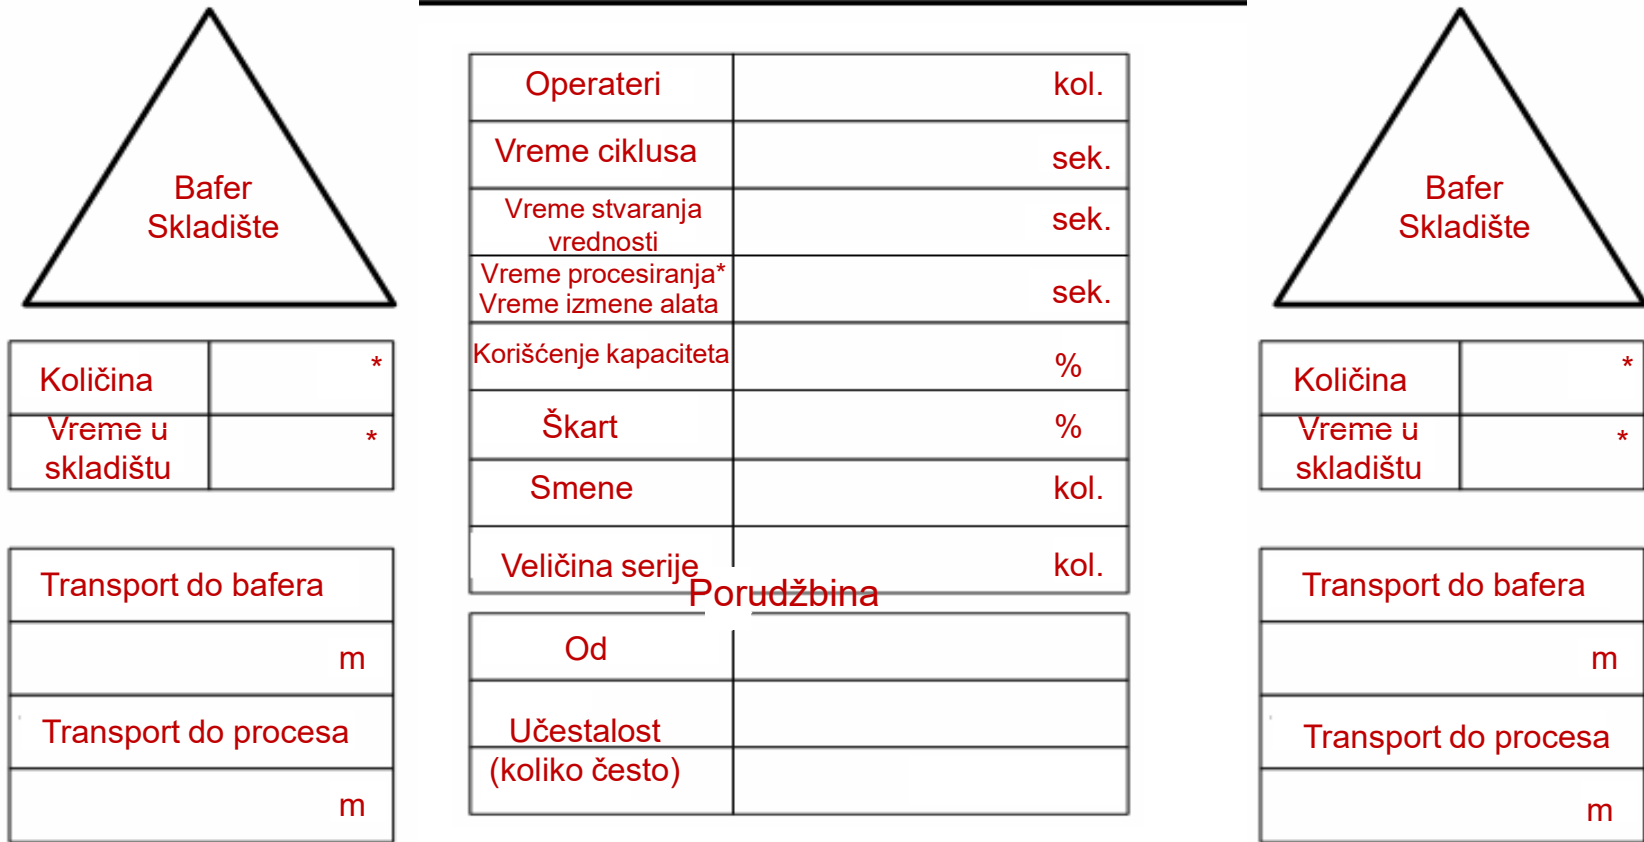 Bafer
Skladište
Količina *
Vreme u *
skladištu
Transport do bafera
m
Transport do procesa
m
Operateri kol.
Vreme ciklusa sek.
Vreme stvaranja sek.
vrednosti
Vreme procesiranja*
Vreme izmene alata sek.
Korišćenje kapaciteta %
Škart %
Smene kol.
Veličina serije kol.
Porudžbina
Od
Učestalost
(koliko često)
Bafer
Skladište
Količina *
Vreme u *
skladištu
Transport do bafera
m
Transport do procesa
m